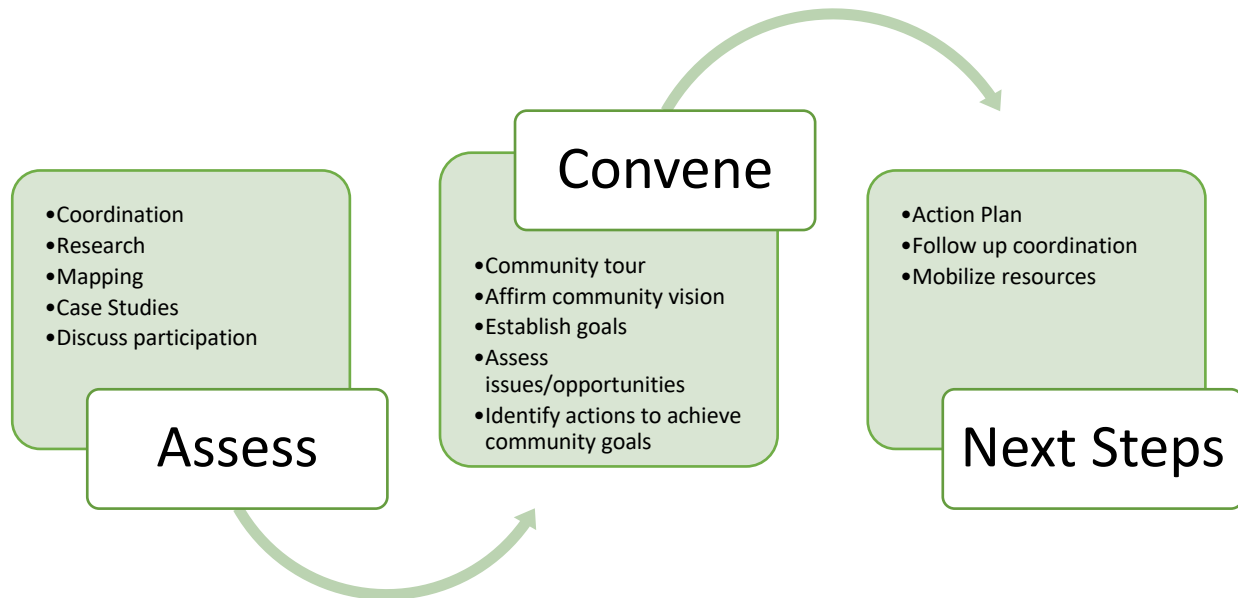 •Coordination
•Research
•Mapping
•Case Studies
•Discuss participation
Assess
Convene
•Community tour
•Affirm community vision
•Establish goals
•Assess
issues/opportunities
•Identify actions to achieve
community goals
•Action Plan
•Follow up coordination
•Mobilize resources
Next Steps